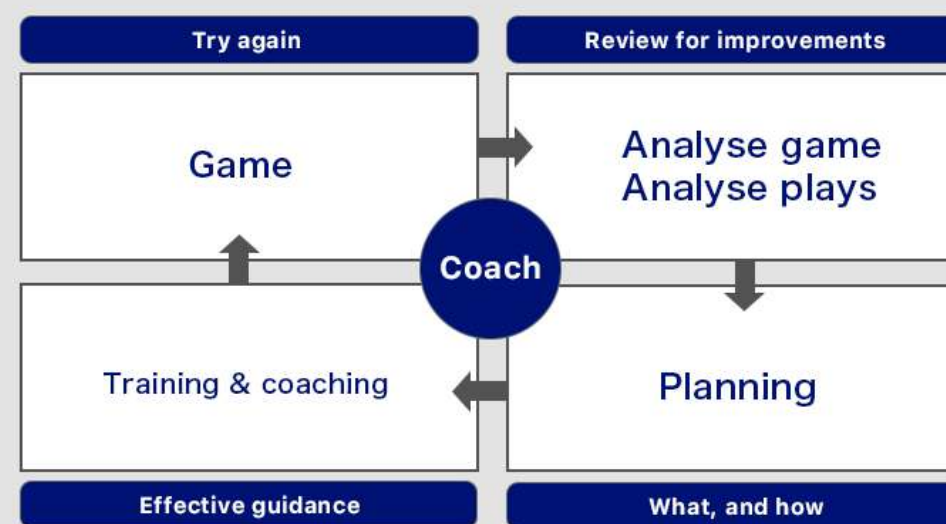 Try again
Review for improvements
Game
Analyse game
Analyse plays
Coach
Training & coaching
Planning
Effective guidance
What, and how